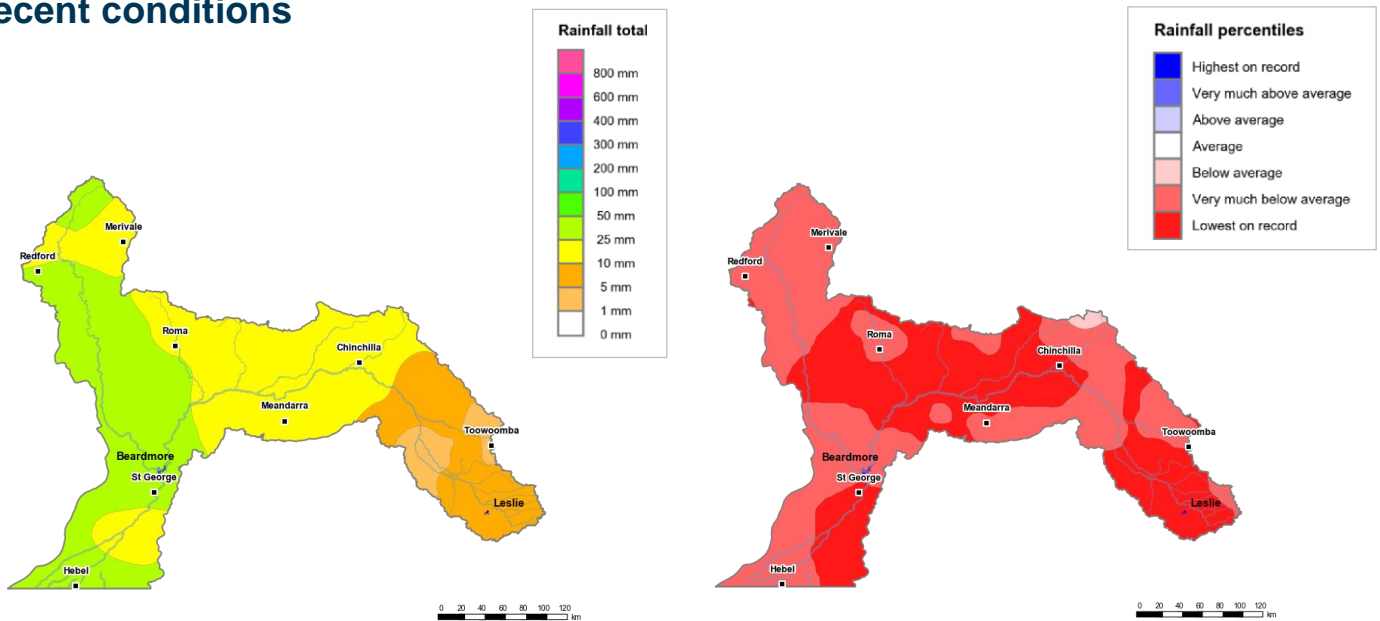 ecent conditions
Rainfall total
800 mm
600 mm
400 mm
300 mm
200 mm
100 mm
50 mm
25 mm
10 mm
5 mm
1 mm
0 mm
Merivale
Redford
Roma
Chinchilla
Meandarra
Toowoomba
Beardmore
St George
Leslie
Hebel
0 20 40 60 80 100 120
km
Rainfall percentiles
Highest on record
Very much above average
Above average
Average
Below average
Very much below average
Lowest on record
Merivale
Redford
Roma
Chinchilla
Meandarra
Toowoomba
Beardmore
St George
Leslie
Hebel
0 20 40 60 80 100 120
km